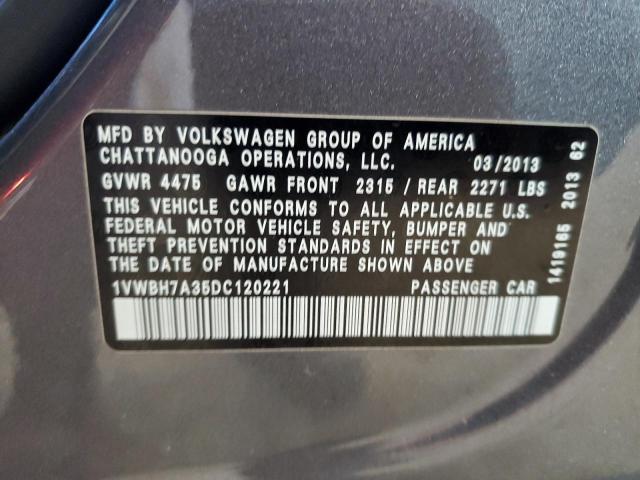 MFD BY VOLKSWAGEN GROUP OF AMERICA
CHATTANOOGA OPERATIONS, LLC. 03/2013
GVWR 4475 GAWR FRONT 2315/REAR 2271 LBS
THIS VEHICLE CONFORMS TO ALL APPLICABLE U.S.
FEDERAL MOTOR VEHICLE SAFETY, BUMPER AND
THEFT PREVENTION STANDARDS IN EFFECT ON
THE DATE OF MANUFACTURE SHOWN ABOVE
1VWBH7A35DC120221 PASSENGER CAR
1419165 2013 62